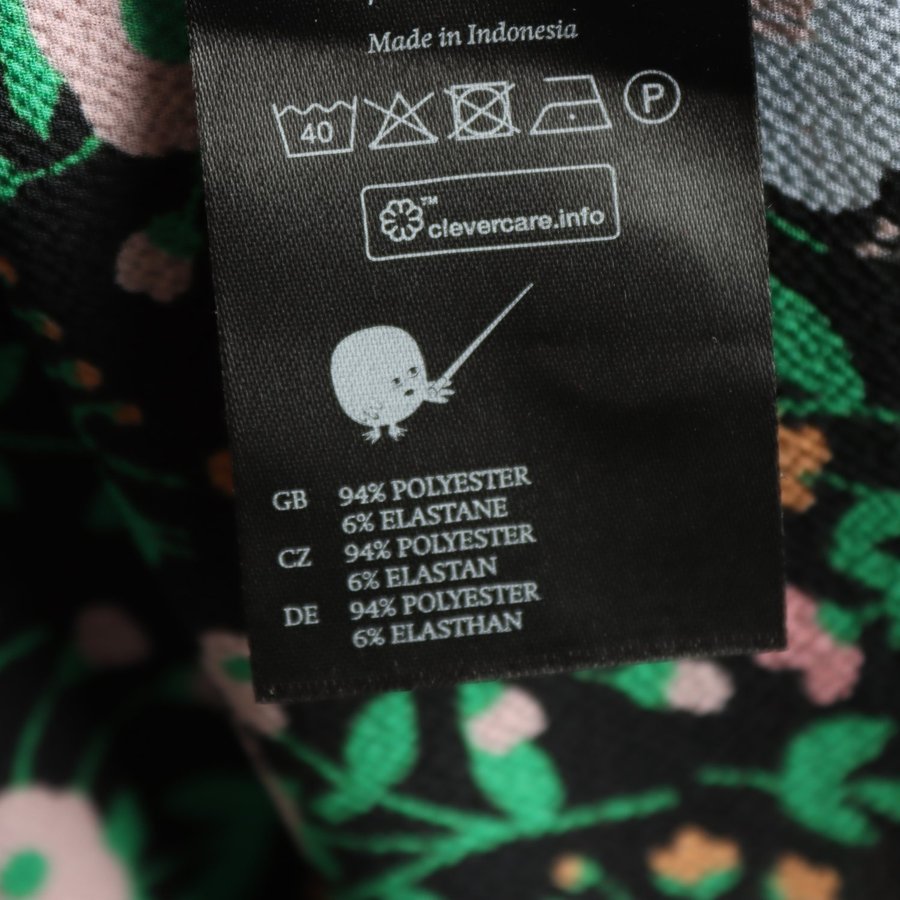 Made in Indonesia
40
P
™
clevercare.info
GB 94% POLYESTER
6% ELASTANE
CZ 94% POLYESTER
6% ELASTAN
DE 94% POLYESTER
6% ELASTHAN